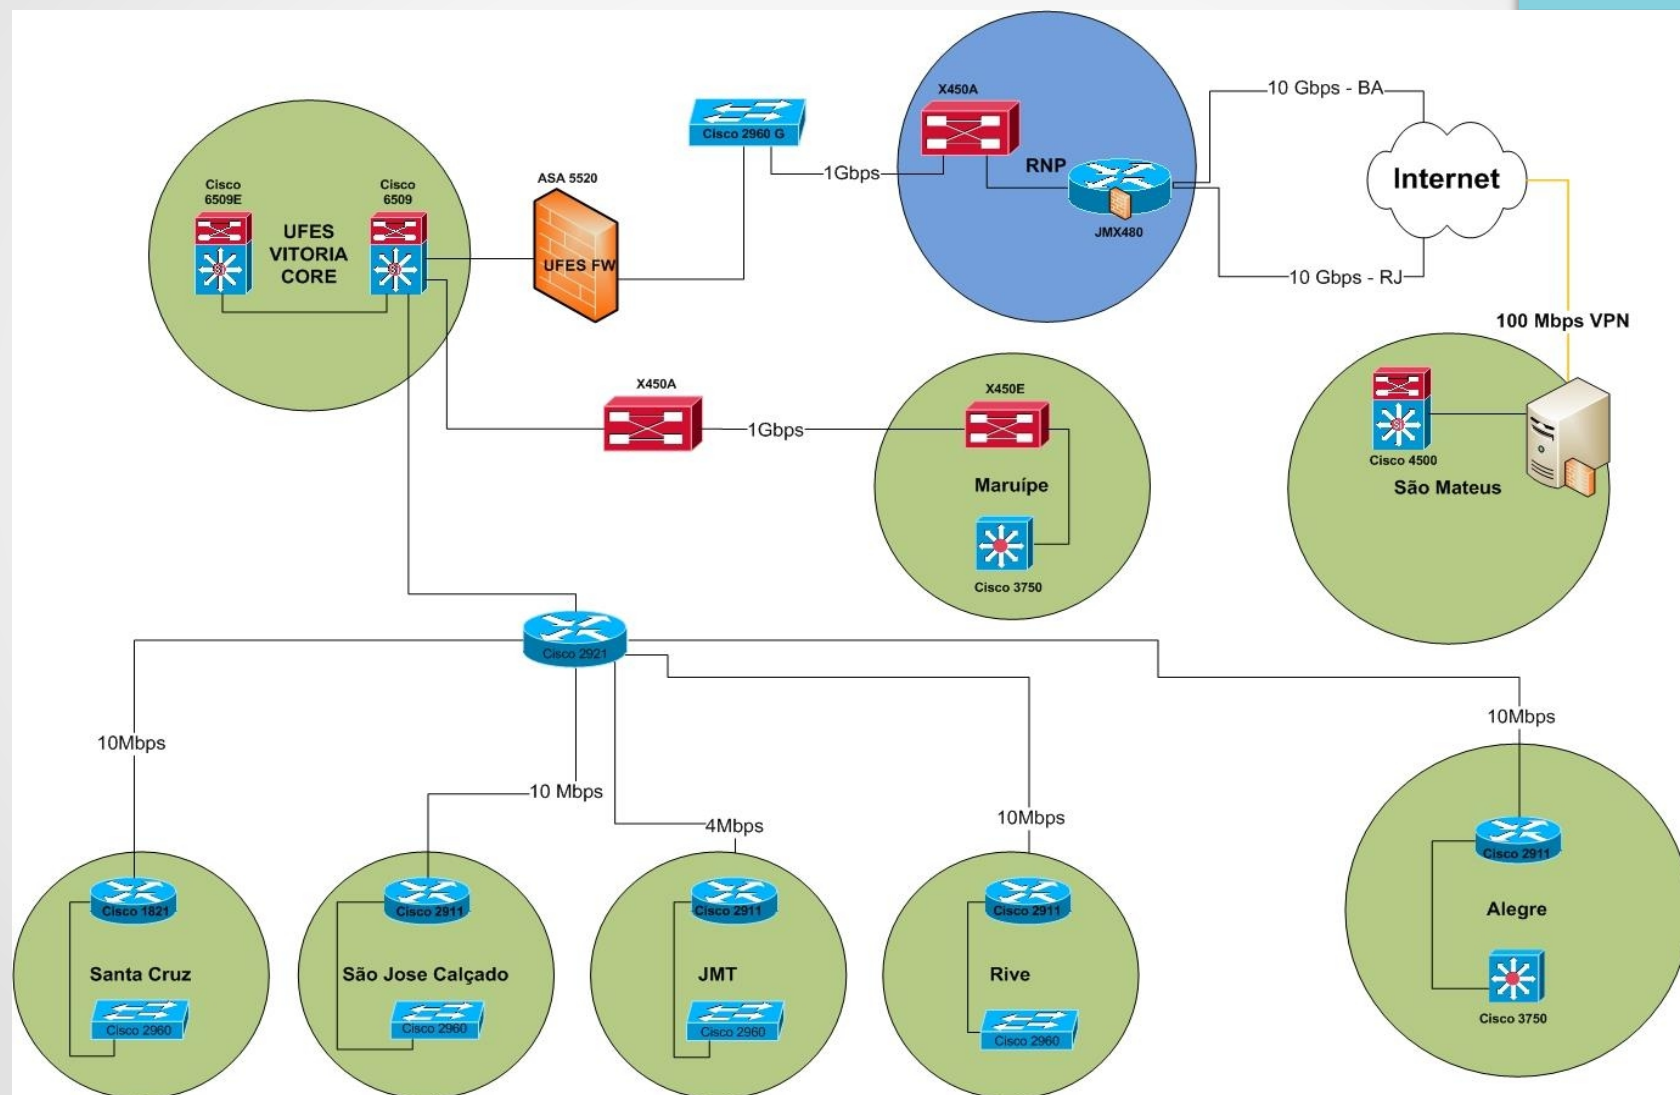 X450A
10 Gbps - BA
Cisco 2960 G
RNP
1Gbps
Internet
ASA 5520
Cisco
6509E
Cisco
6509
UFES
VITORIA
CORE
JMX480
UFES FW
10 Gbps - RJ
100 Mbps VPN
X450A
X450E
1Gbps
Cisco 4500
São Mateus
Maruípe
Cisco 3750
Cisco 2921
10Mbps
10Mbps
10 Mbps
4Mbps
10Mbps
Cisco 2911
Cisco 1821
Cisco 2911
Cisco 2911
Cisco 2911
Alegre
Santa Cruz
São Jose Calçado
JMT
Rive
Cisco 3750
Cisco 2960
Cisco 2960
Cisco 2960
Cisco 2960